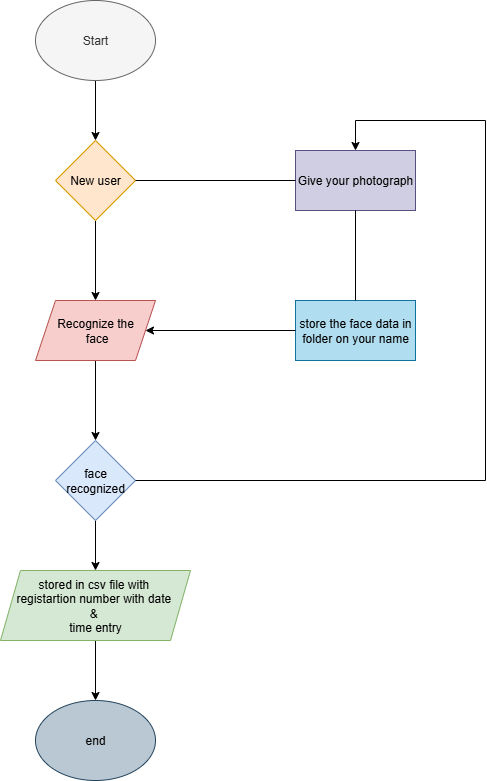 Start
New user
Give your photograph
Recognize the
face
store the face data in
folder on your name
face
recognized
stored in csv file with
registartion number with date
&
time entry
end